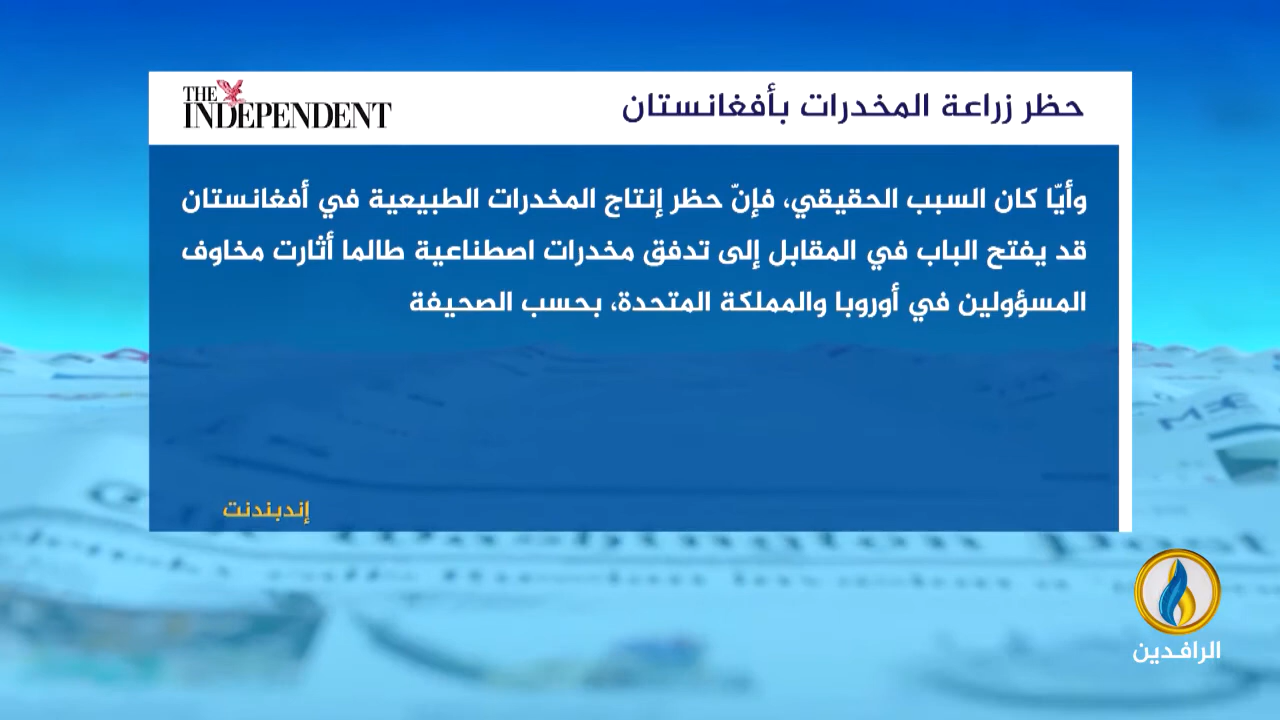 THE INDEPENDENT
حظر زراعة المخدرات بأفغانستان
وأيّا كان السبب الحقيقي، فإنّ حظر إنتاج المخدرات الطبيعية في أفغانستان
قد يفتح الباب في المقابل إلى تدفق مخدرات اصطناعية طالما أثارت مخاوف
المسؤولين في أوروبا والمملكة المتحدة، بحسب الصحيفة
إندبندنت
الرافدين